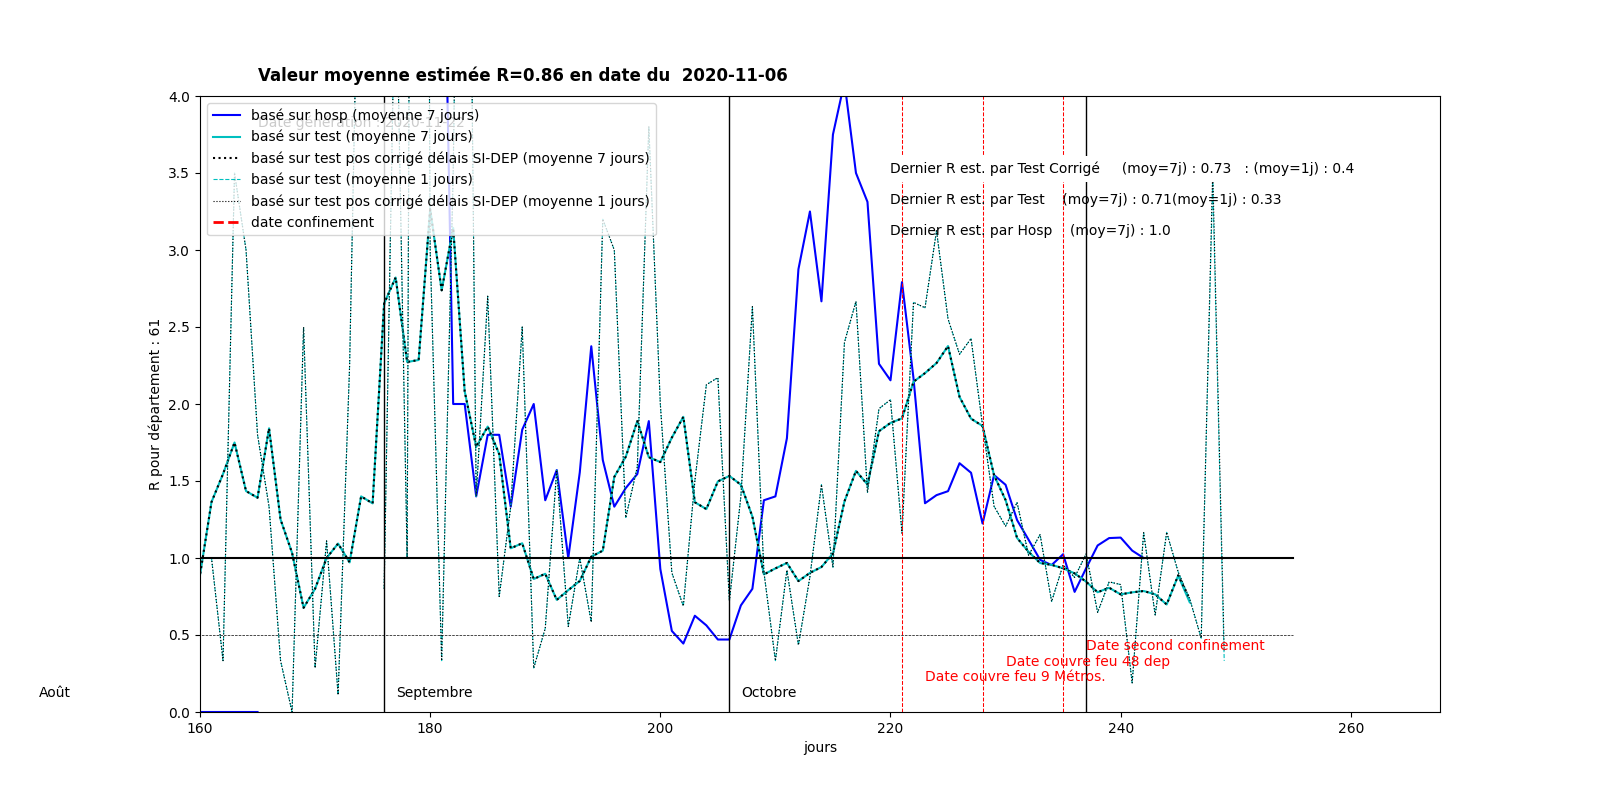 Valeur moyenne estimée R=0.86 en date du  2020-11-06
4.0
3.5
3.0
2.5
2.0
1.5
1.0
0.5
0.0
R pour département : 61
basé sur hosp (moyenne 7 jours)
basé sur test (moyenne 7 jours)
basé sur test pos corrigé délais SI-DEP (moyenne 7 jours)
basé sur test (moyenne 1 jours)
basé sur test pos corrigé délais SI-DEP (moyenne 1 jours)
date confinement
Dernier R est. par Test Corrigé     (moy=7j) : 0.73   : (moy=1j) : 0.4
Dernier R est. par Test    (moy=7j) : 0.71(moy=1j) : 0.33
Dernier R est. par Hosp    (moy=7j) : 1.0
Date second confinement
Date couvre feu 48 dep
Date couvre feu 9 Métros.
Août
Septembre
Octobre
160
180
200
220
240
260
jours